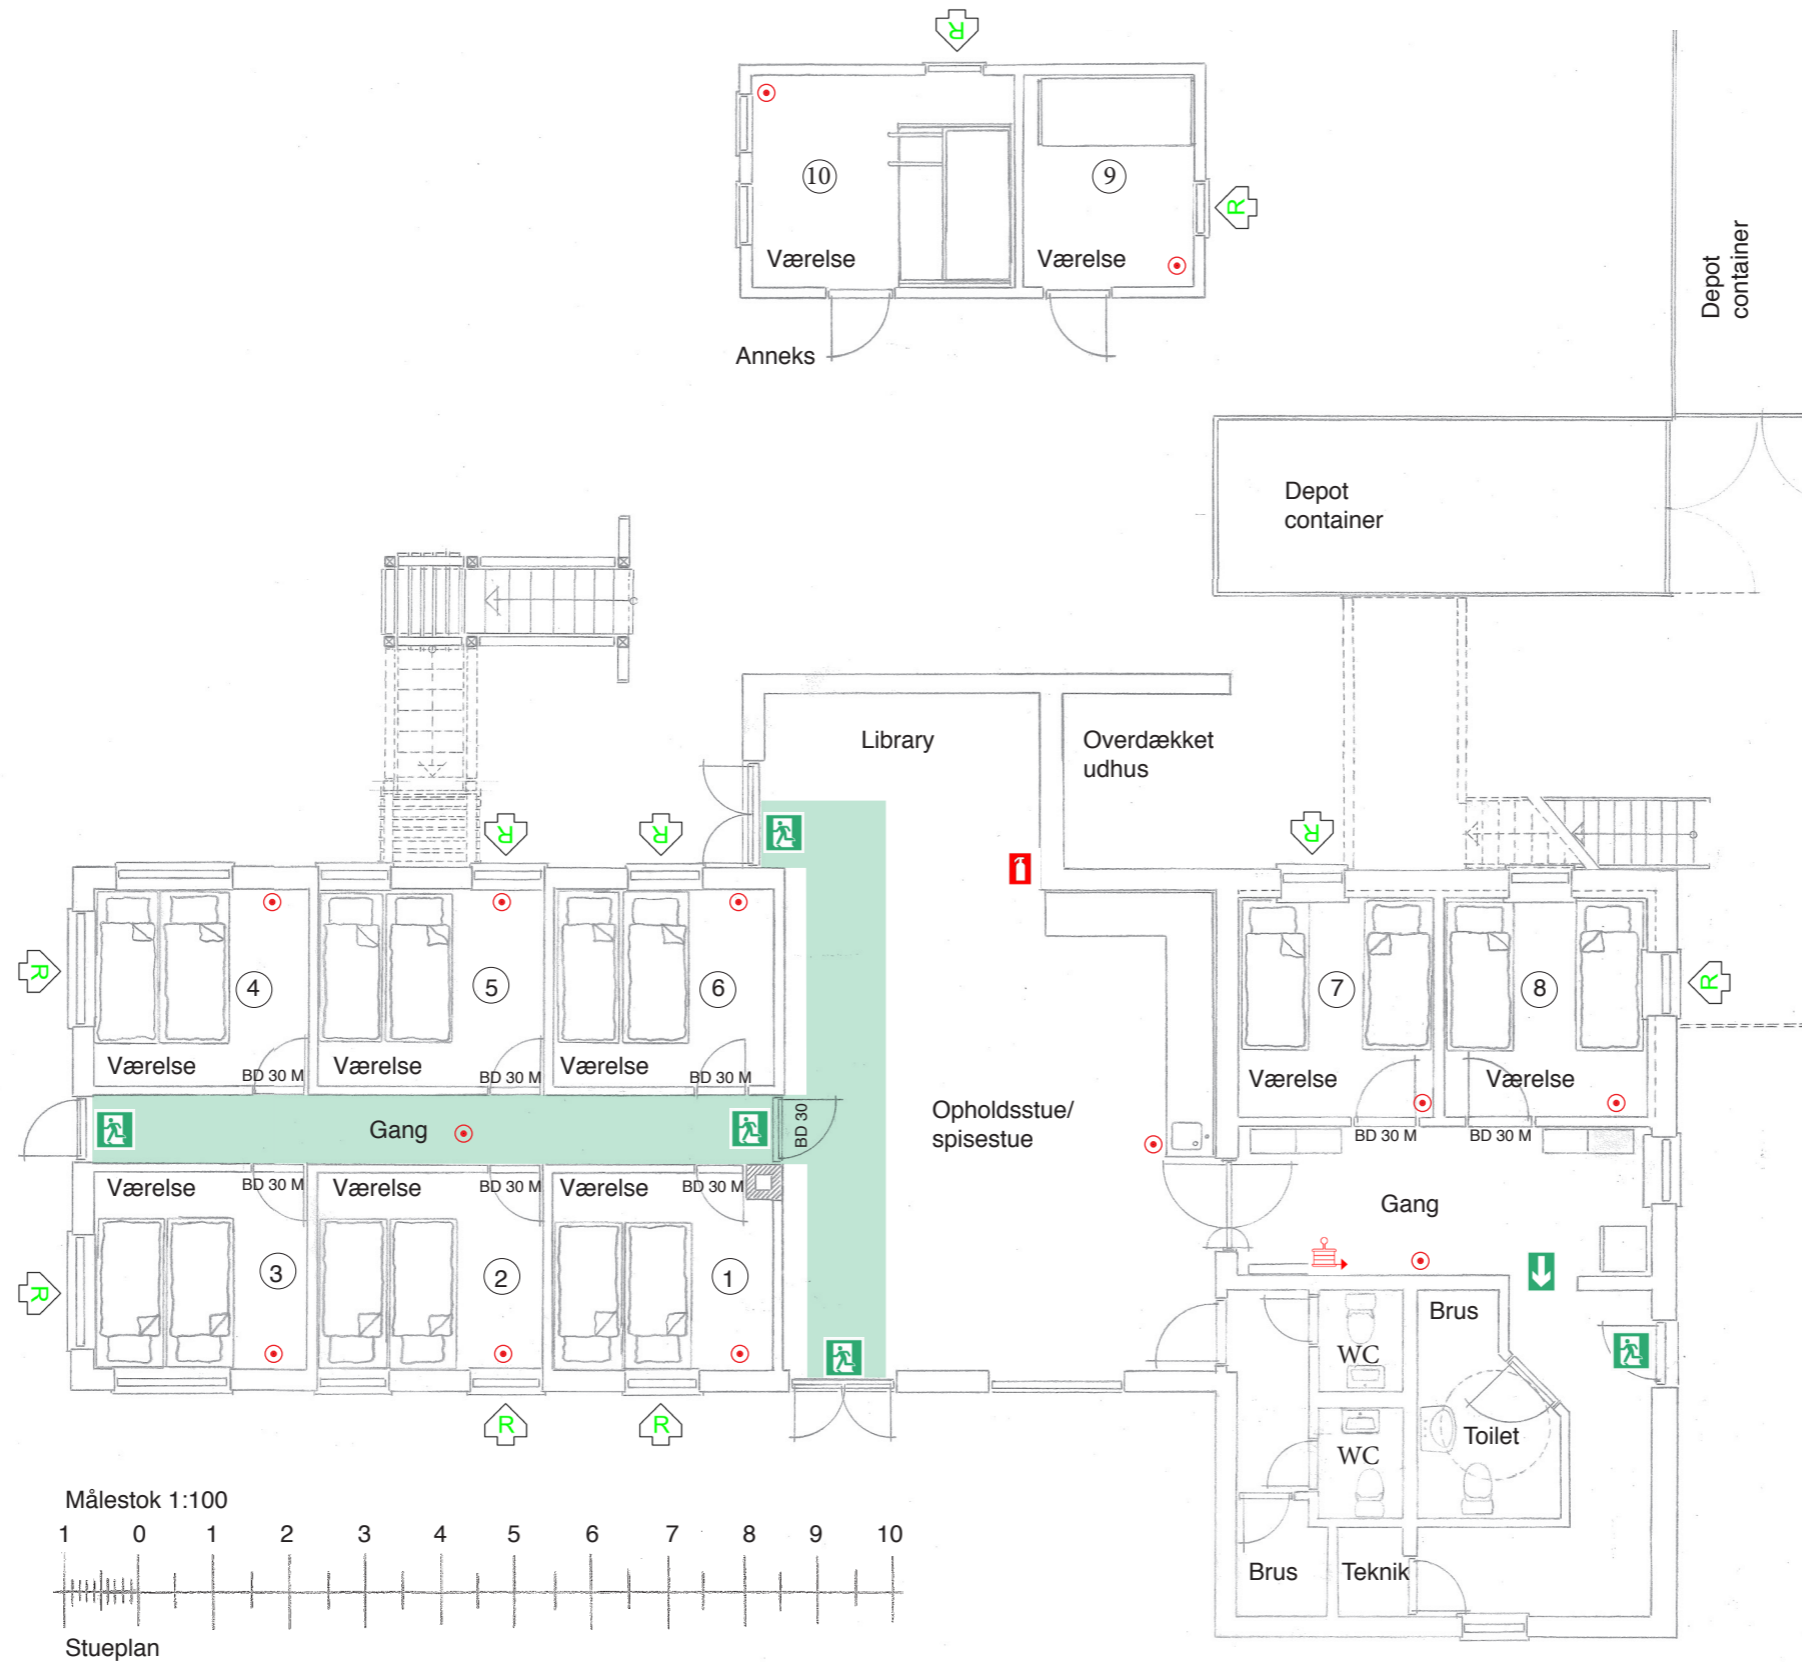 R
10
9
R
Værelse
Værelse
Anneks
Depot
container
Depot
container
Library
Overdækket
udhus
R
R
R
R
4
5
6
7
8
R
Værelse
Værelse
Værelse
Værelse
Værelse
BD 30 M
BD 30 M
BD 30 M
BD 30 M
BD 30 M
Gang
BD 30
Opholdsstue/
spisestue
Værelse
Værelse
Værelse
BD 30 M
BD 30 M
BD 30 M
Gang
R
3
2
1
Brus
WC
R
R
WC
Toilet
Brus
Teknik
Målestok 1:100
1 0 1 2 3 4 5 6 7 8 9 10
Stueplan